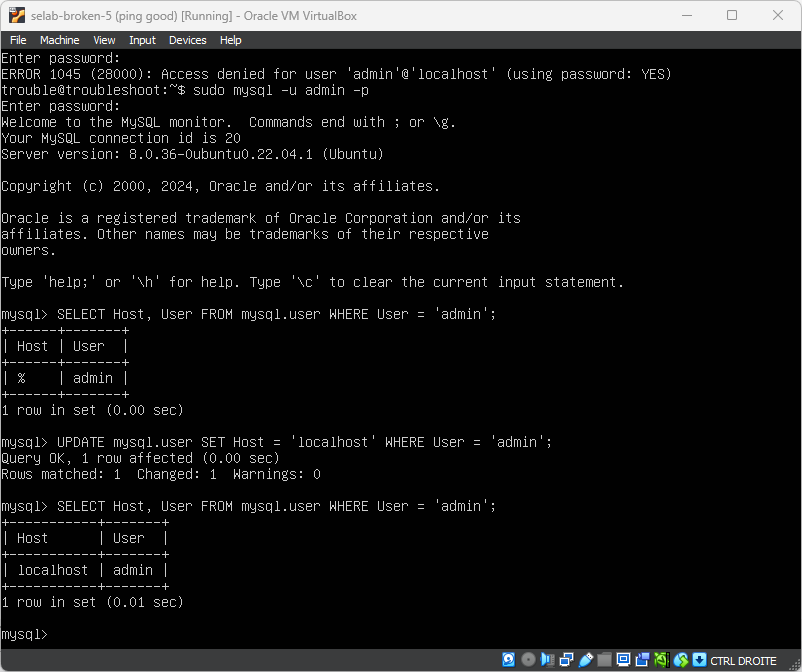 selab-broken-5 (ping good) [Running] - Oracle VM VirtualBox
File Machine View Input Devices Help
Enter password:
ERROR 1045 (28000): Access denied for user 'admin'@'localhost' (using password: YES)
trouble@troubleshoot:~$ sudo mysql -u admin -p
Enter password:
Welcome to the MySQL monitor.  Commands end with ; or \g.
Your MySQL connection id is 20
Server version: 8.0.36-0ubuntu0.22.04.1 (Ubuntu)
Copyright (c) 2000, 2024, Oracle and/or its affiliates.
Oracle is a registered trademark of Oracle Corporation and/or its
affiliates. Other names may be trademarks of their respective
owners.
Type 'help;' or '\h' for help. Type '\c' to clear the current input statement.
mysql> SELECT Host, User FROM mysql.user WHERE User = 'admin';
+------+-------+
| Host | User  |
+------+-------+
| %    | admin |
+------+-------+
1 row in set (0.00 sec)
mysql> UPDATE mysql.user SET Host = 'localhost' WHERE User = 'admin';
Query OK, 1 row affected (0.00 sec)
Rows matched: 1  Changed: 1  Warnings: 0
mysql> SELECT Host, User FROM mysql.user WHERE User = 'admin';
+-----------+-------+
| Host      | User  |
+-----------+-------+
| localhost | admin |
+-----------+-------+
1 row in set (0.01 sec)
mysql>
CTRL DROITE